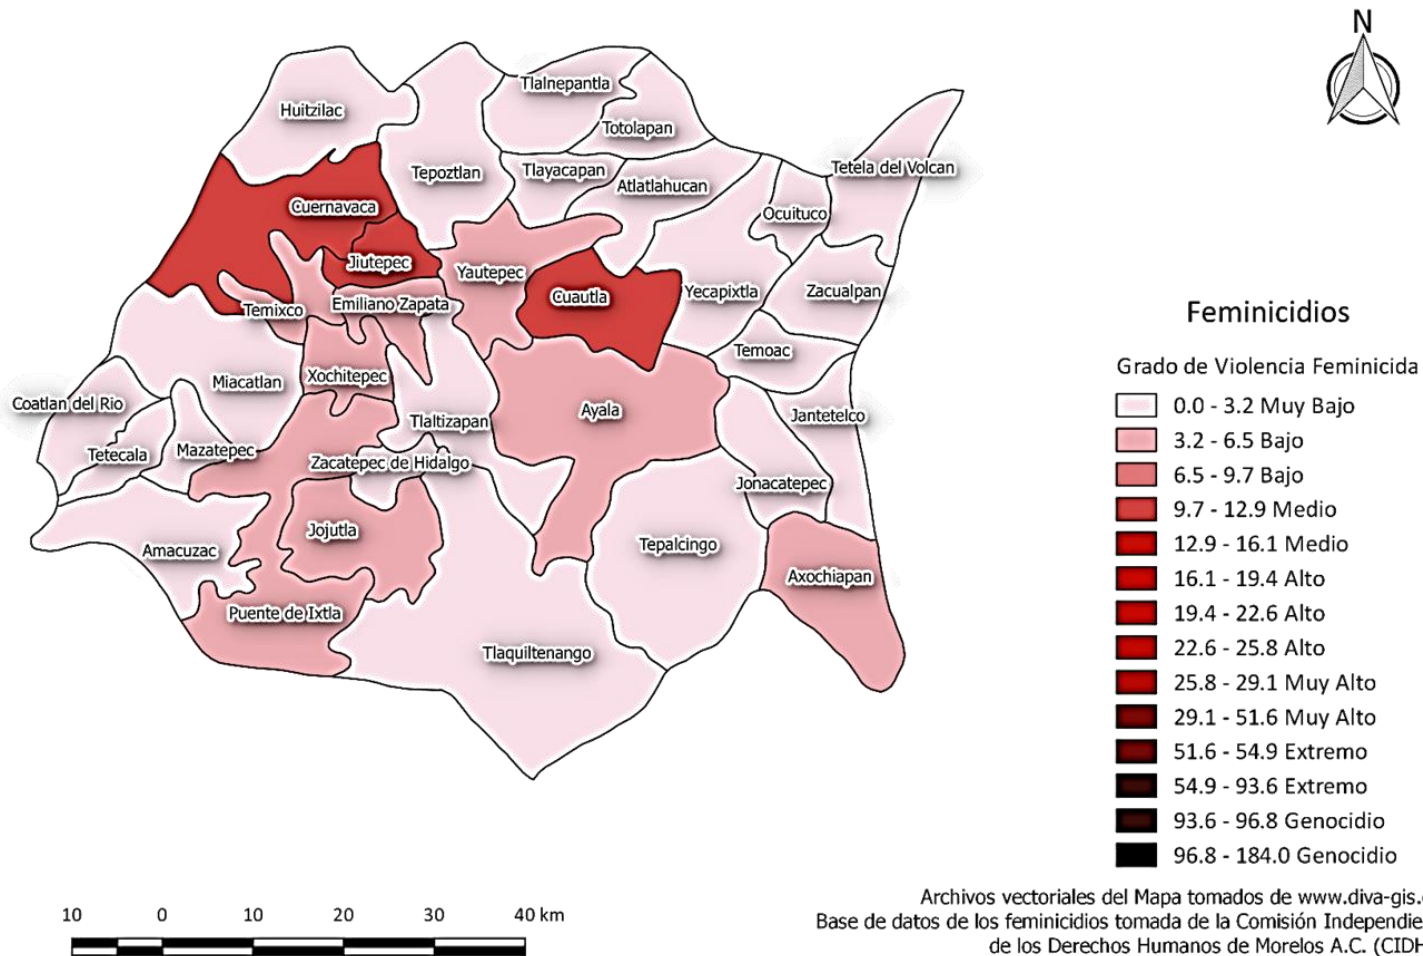 N
Tlalnepantla
Huitzilac
Totolapan
Tepoztlan
Tlayacapan
Atlatlahucan
Tetela del Volcan
Cuernavaca
Ocuituco
Jiutepec
Yautepec
Cuautla
Yecapixtla
Zacualpan
Temixco
Emiliano Zapata
Temoac
Miacatlan
Xochitepec
Coatlan del Rio
Ayala
Jantetelco
Tlaltizapan
Tetecala
Mazatepec
Zacatepec de Hidalgo
Jonacatepec
Jojutla
Amacuzac
Tepalcingo
Axochiapan
Puente de Ixtla
Tlaquiltenango
Feminicidios
Grado de Violencia Feminicida
0.0 - 3.2 Muy Bajo
3.2 - 6.5 Bajo
6.5 - 9.7 Bajo
9.7 - 12.9 Medio
12.9 - 16.1 Medio
16.1 - 19.4 Alto
19.4 - 22.6 Alto
22.6 - 25.8 Alto
25.8 - 29.1 Muy Alto
29.1 - 51.6 Muy Alto
51.6 - 54.9 Extremo
54.9 - 93.6 Extremo
93.6 - 96.8 Genocidio
96.8 - 184.0 Genocidio
10 0 10 20 30 40 km
Archivos vectoriales del Mapa tomados de www.diva-gis.
Base de datos de los feminicidios tomada de la Comisión Independie
de los Derechos Humanos de Morelos A.C. (CIDH